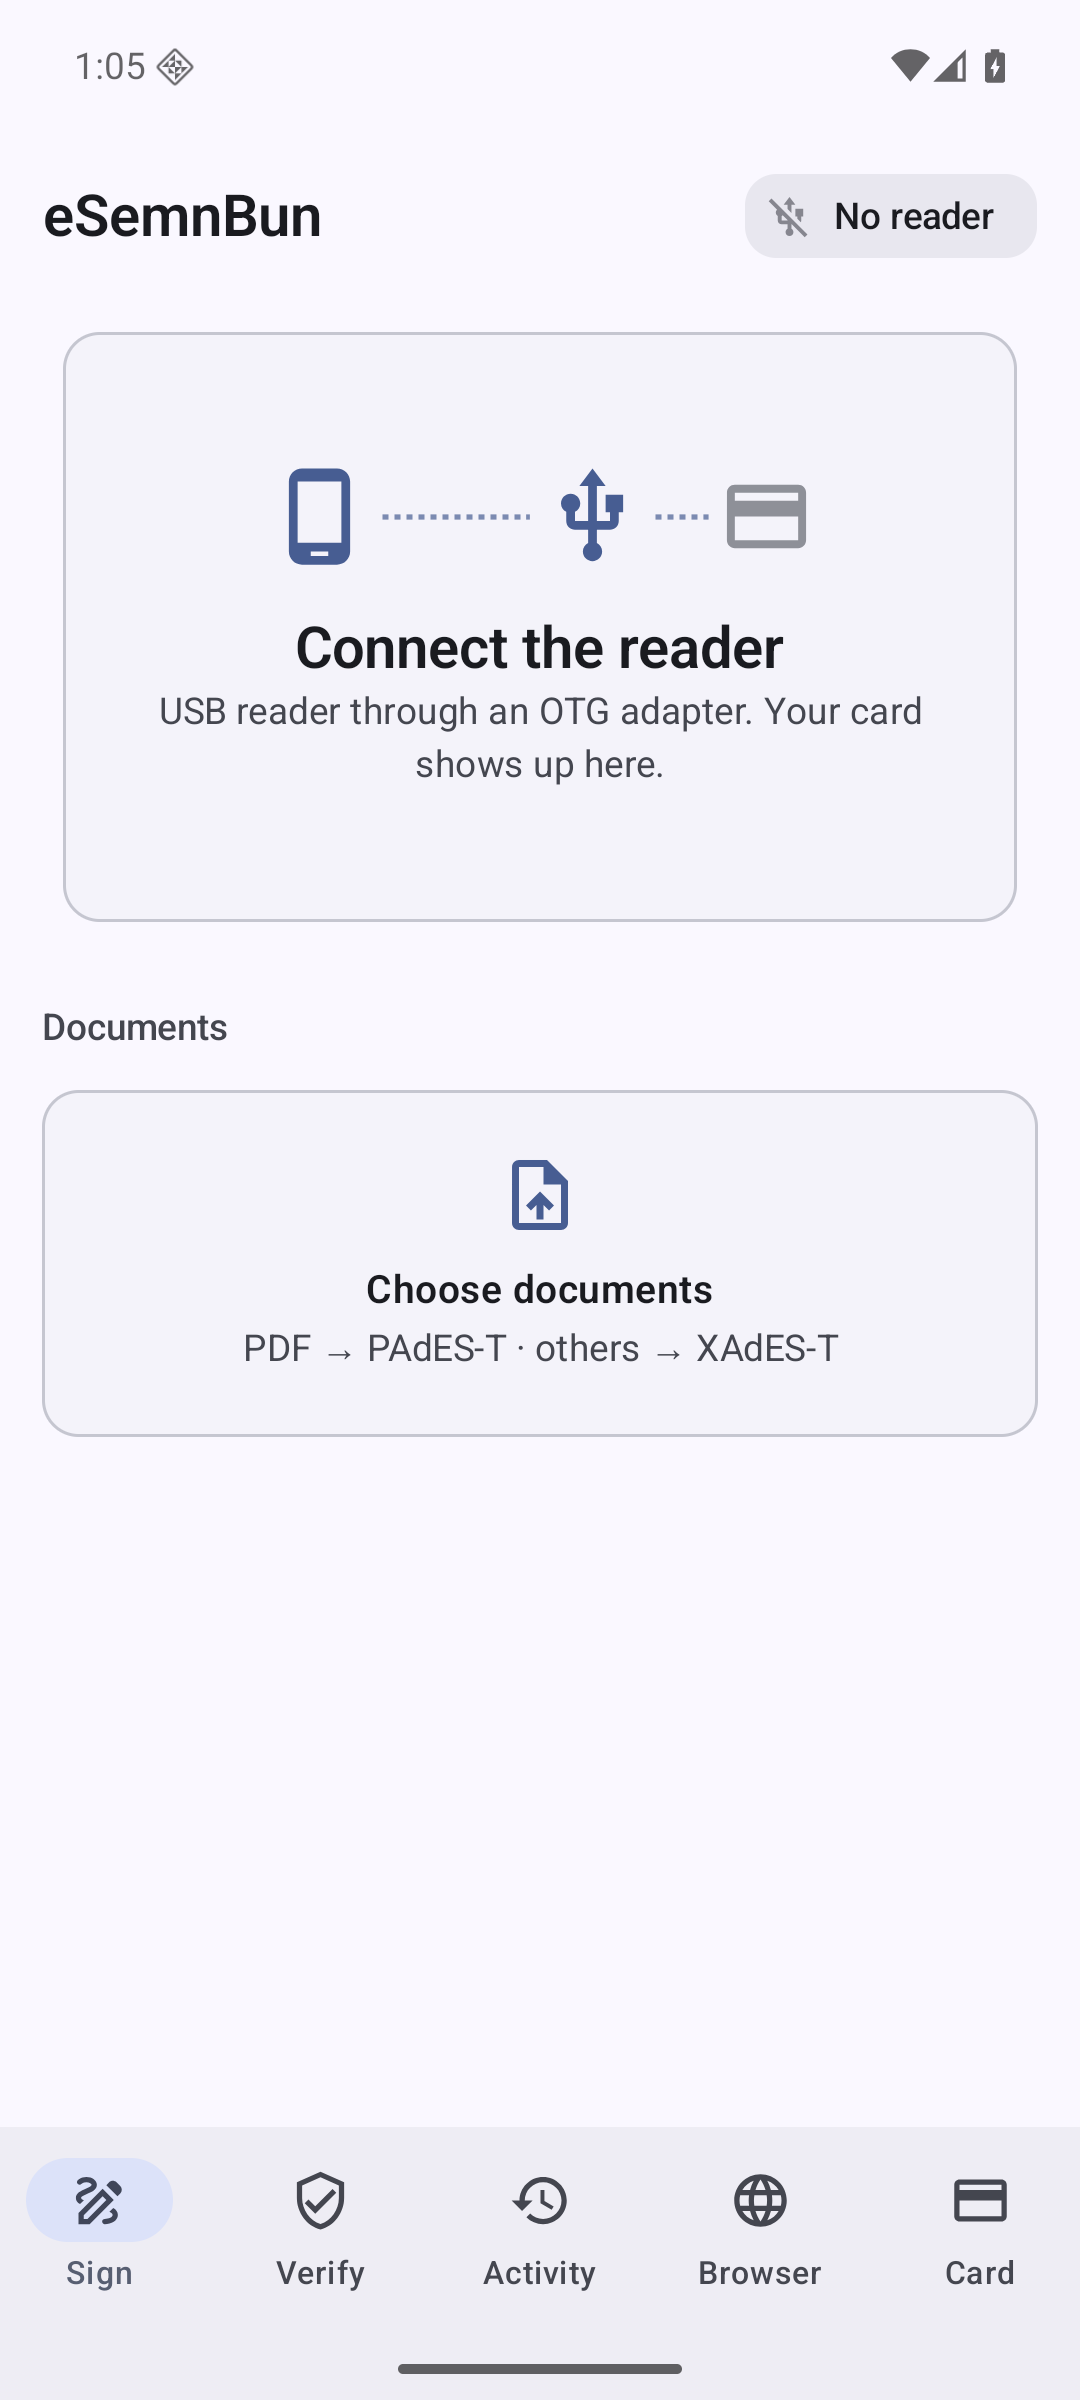 1:05
eSemnBun
No reader
Connect the reader
USB reader through an OTG adapter. Your card
shows up here.
Documents
Choose documents
PDF → PAdES-T · others → XAdES-T
Sign
Verify
Activity
Browser
Card